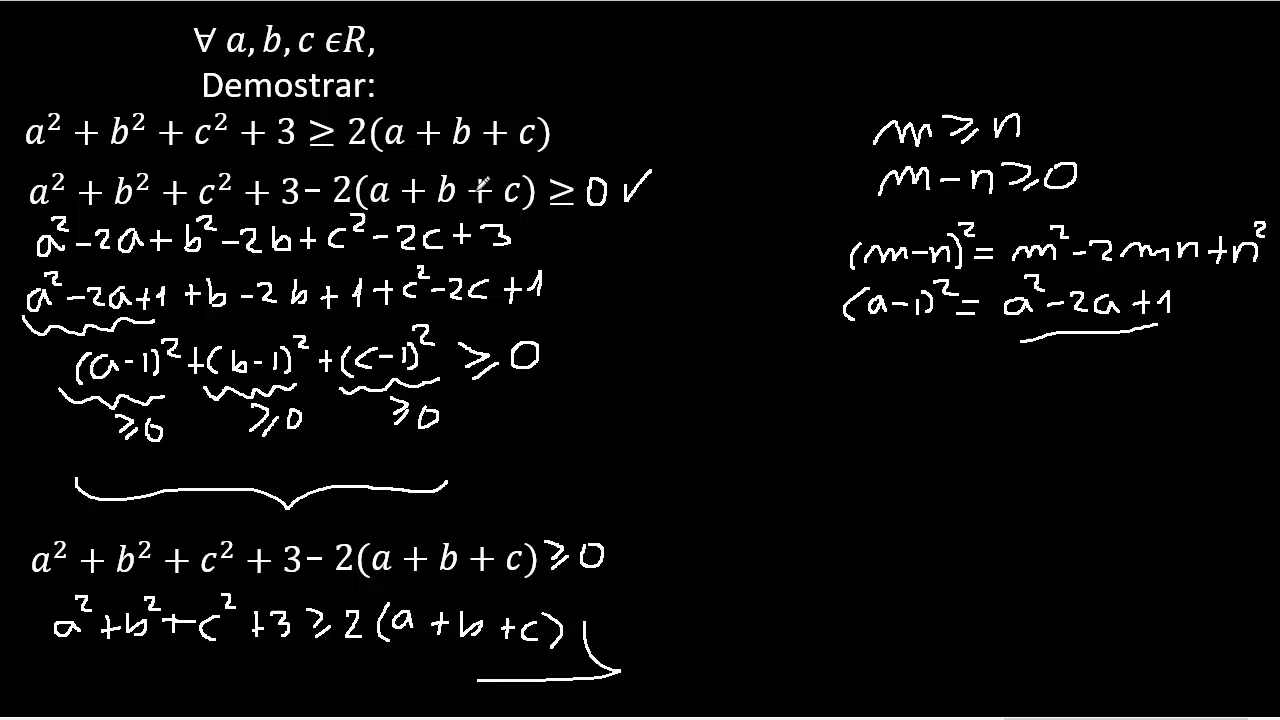 ∀ a, b, c ϵR,
Demostrar:
a² + b² + c² + 3 ≥ 2(a + b + c)
a² + b² + c² + 3 − 2(a + b + c) ≥ 0 ✓
a² − 2a + b² − 2b + c² − 2c + 3
a² − 2a + 1 + b − 2b + 1 + c² − 2c + 1
(a − 1)² + (b − 1)² + (c − 1)² ≥ 0
≥ 0 ≥ 0 ≥ 0
a² + b² + c² + 3 − 2(a + b + c) ≥ 0
a² + b² + c² + 3 ≥ 2(a + b + c)
m ≥ n
m − n ≥ 0
(m − n)² = m² − 2mn + n²
(a − 1)² = a² − 2a + 1